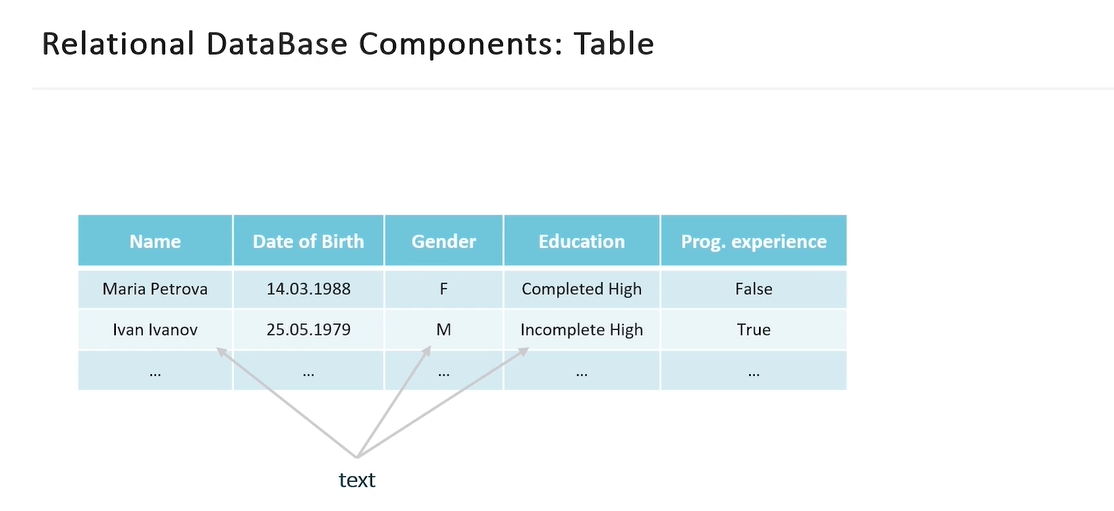 Relational DataBase Components: Table
Name Date of Birth Gender Education Prog. experience
Maria Petrova 14.03.1988 F Completed High False
Ivan Ivanov 25.05.1979 M Incomplete High True
... ... ... ... ...
text